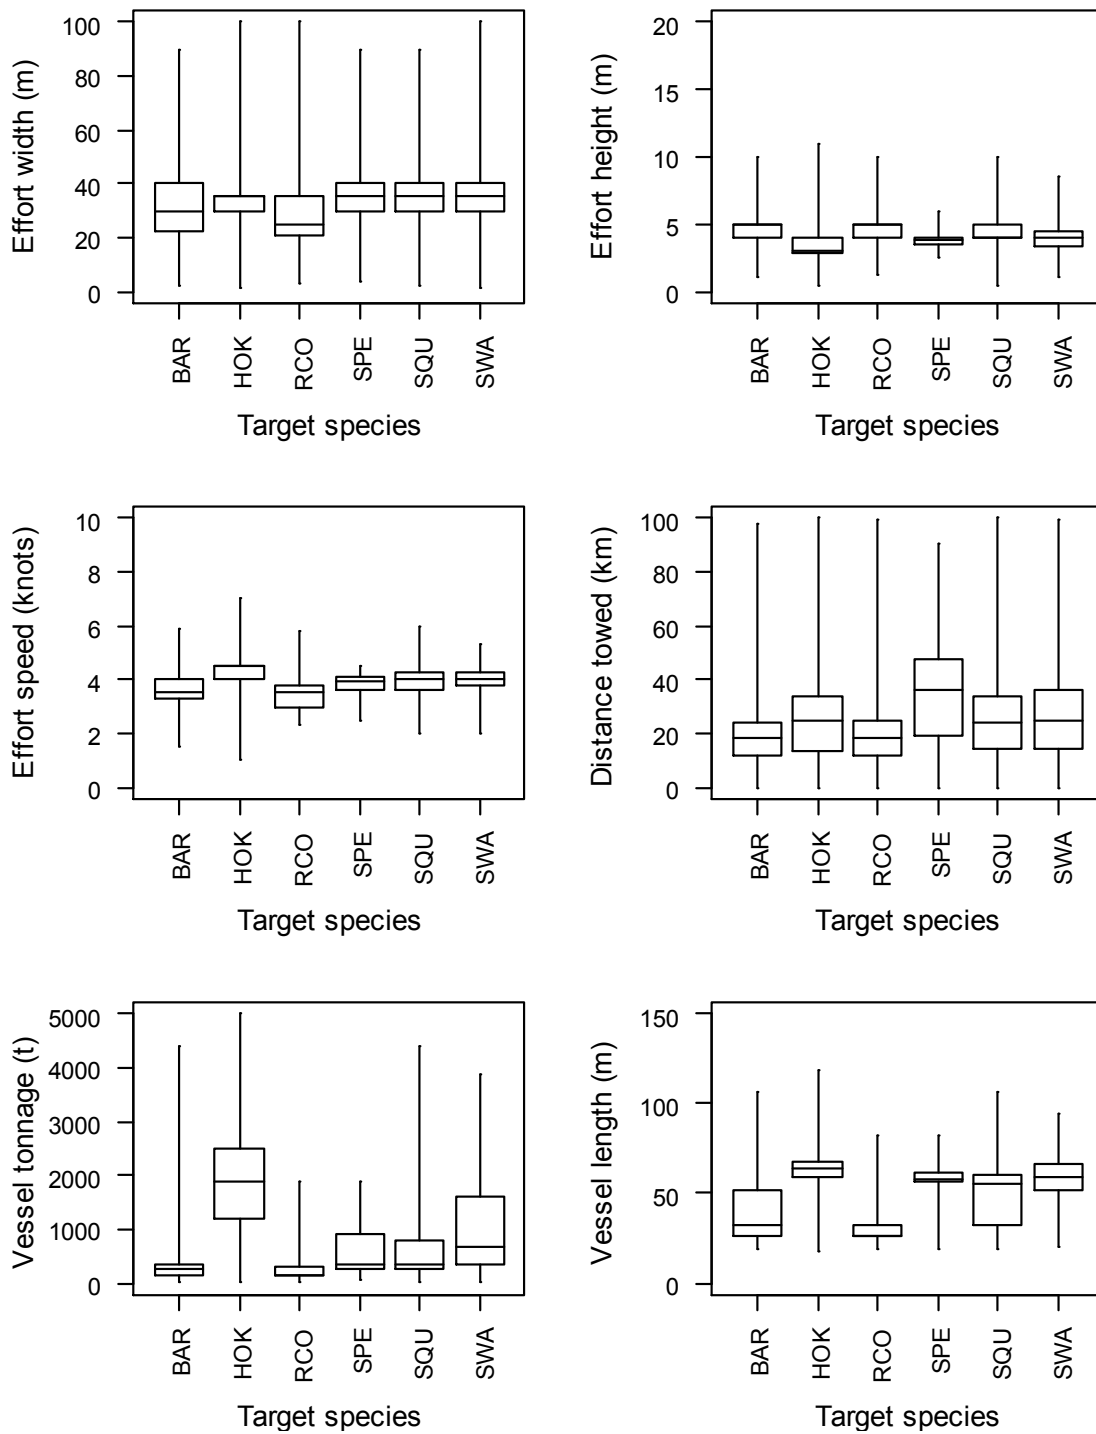 Effort width (m)
100
80
60
40
20
0
BAR
HOK
RCO
SPE
SQU
SWA
Target species
Effort height (m)
20
15
10
5
0
BAR
HOK
RCO
SPE
SQU
SWA
Target species
Effort speed (knots)
10
8
6
4
2
0
BAR
HOK
RCO
SPE
SQU
SWA
Target species
Distance towed (km)
100
80
60
40
20
0
BAR
HOK
RCO
SPE
SQU
SWA
Target species
Vessel tonnage (t)
5000
4000
3000
2000
1000
0
BAR
HOK
RCO
SPE
SQU
SWA
Target species
Vessel length (m)
150
100
50
0
BAR
HOK
RCO
SPE
SQU
SWA
Target species